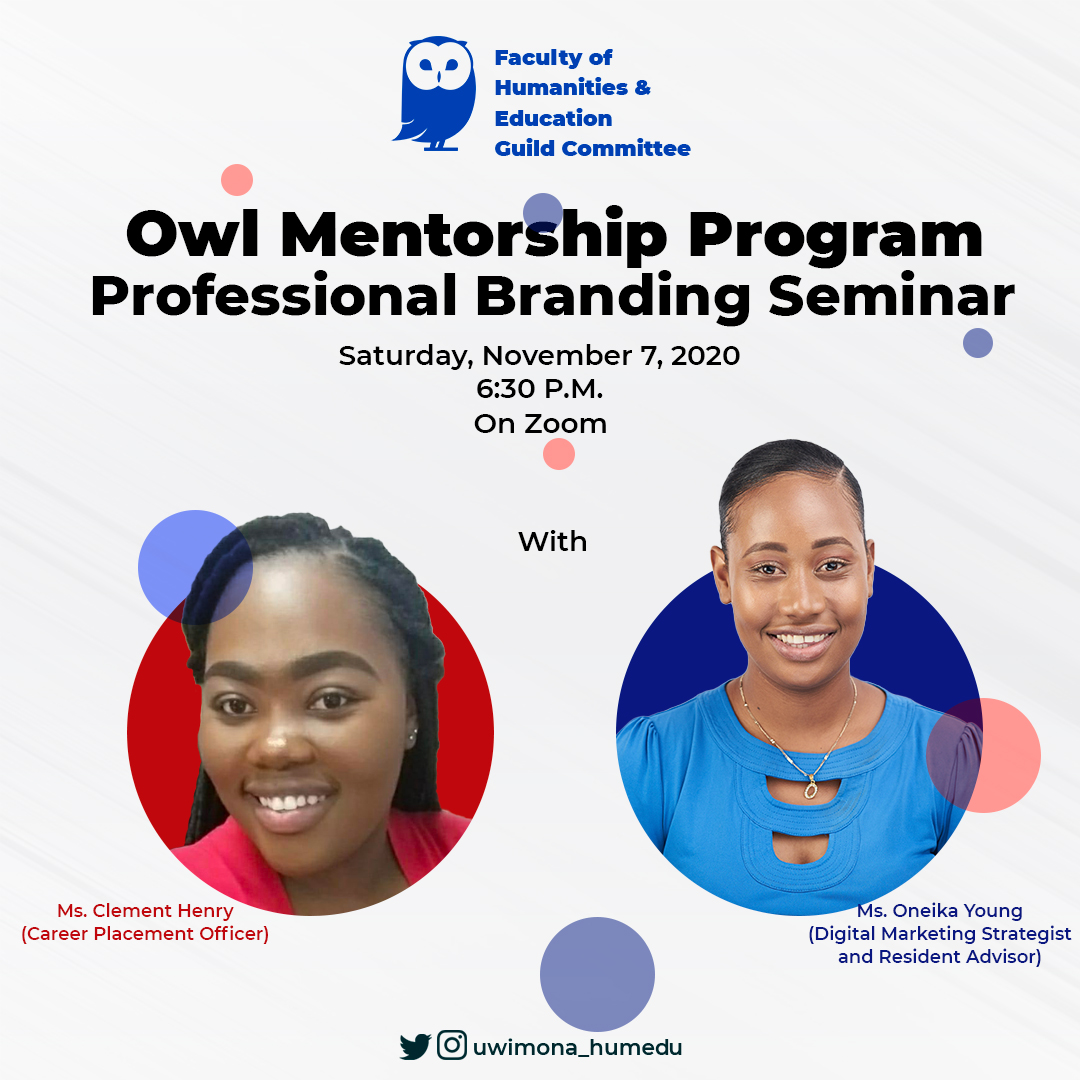 Faculty of
Humanities &
Education
Guild Committee
Owl Mentorship Program
Professional Branding Seminar
Saturday, November 7, 2020
6:30 P.M.
On Zoom
With
Ms. Clement Henry
(Career Placement Officer)
Ms. Oneika Young
(Digital Marketing Strategist
and Resident Advisor)
uwimona_humedu